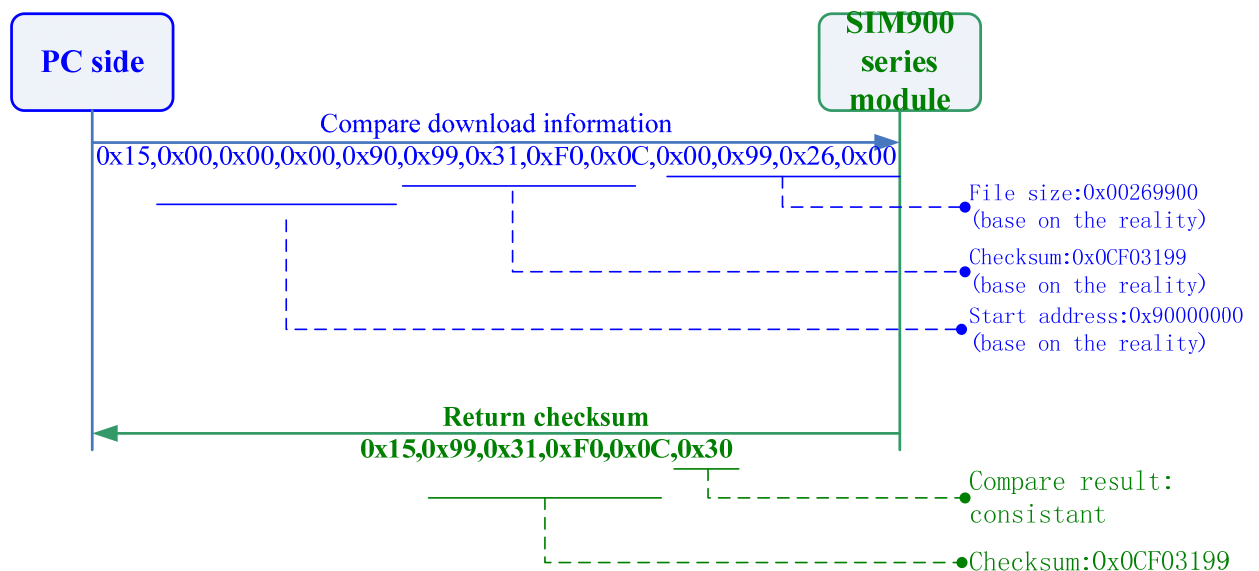 PC side
SIM900
series
module
Compare download information
0x15,0x00,0x00,0x00,0x90,0x99,0x31,0xF0,0x0C,0x00,0x99,0x26,0x00
File size:0x00269900
(base on the reality)
Checksum:0x0CF03199
(base on the reality)
Start address:0x90000000
(base on the reality)
Return checksum
0x15,0x99,0x31,0xF0,0x0C,0x30
Compare result:
consistant
Checksum:0x0CF03199